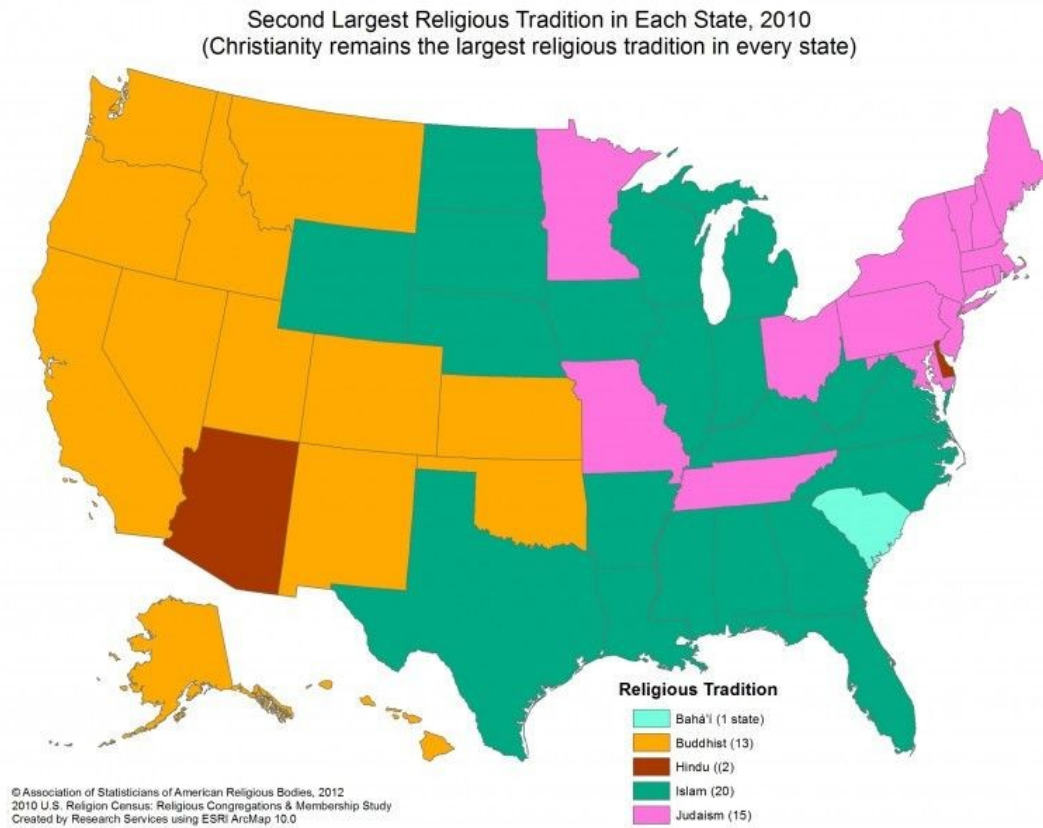 Second Largest Religious Tradition in Each State, 2010
(Christianity remains the largest religious tradition in every state)
Religious Tradition
Bahá'í (1 state)
Buddhist (13)
Hindu ((2)
Islam (20)
Judaism (15)
© Association of Statisticians of American Religious Bodies, 2012
2010 U.S. Religion Census: Religious Congregations & Membership Study
Created by Research Services using ESRI ArcMap 10.0